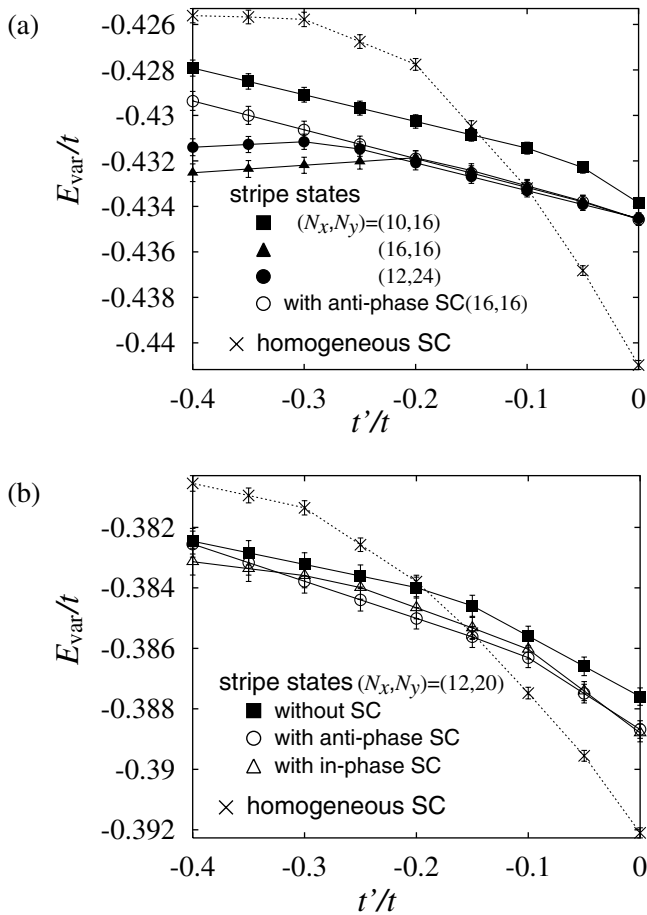 (a)
-0.426
-0.428
-0.43
-0.432
-0.434
-0.436
-0.438
-0.44
E_var/t
stripe states
(N_x,N_y)=(10,16)
(16,16)
(12,24)
with anti-phase SC(16,16)
homogeneous SC
-0.4 -0.3 -0.2 -0.1 0
t'/t
(b)
-0.382
-0.384
-0.386
-0.388
-0.39
-0.392
E_var/t
stripe states (N_x,N_y)=(12,20)
without SC
with anti-phase SC
with in-phase SC
homogeneous SC
-0.4 -0.3 -0.2 -0.1 0
t'/t